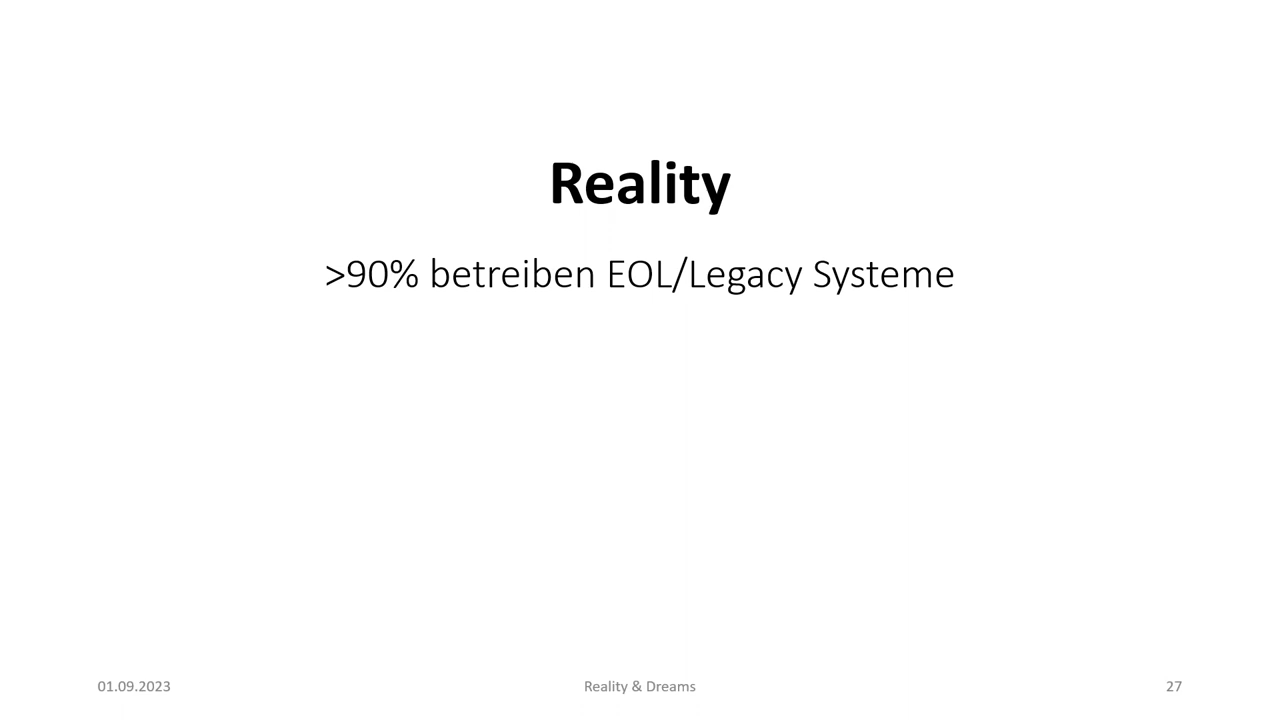 Reality
>90% betreiben EOL/Legacy Systeme
01.09.2023
Reality & Dreams
27